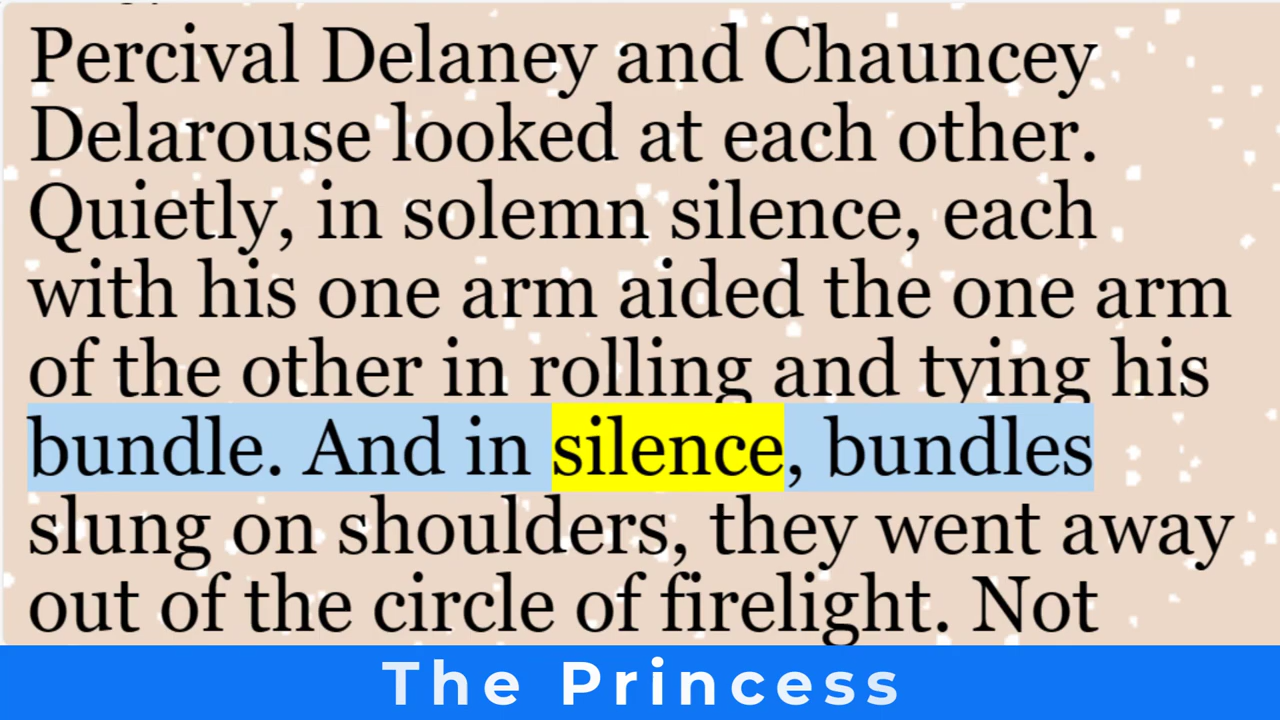 Percival Delaney and Chauncey
Delarouse looked at each other.
Quietly, in solemn silence, each
with his one arm aided the one arm
of the other in rolling and tying his
bundle. And in silence, bundles
slung on shoulders, they went away
out of the circle of firelight. Not
The Princess